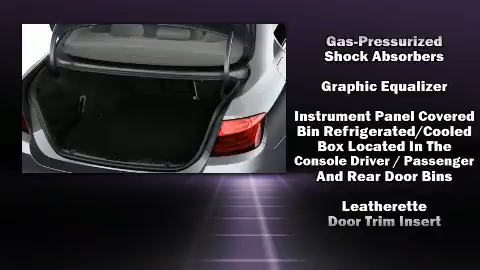 Gas-Pressurized
Shock Absorbers
Graphic Equalizer
Instrument Panel Covered
Bin Refrigerated/Cooled
Box Located In The
Console Driver / Passenger
And Rear Door Bins
Leatherette
Door Trim Insert